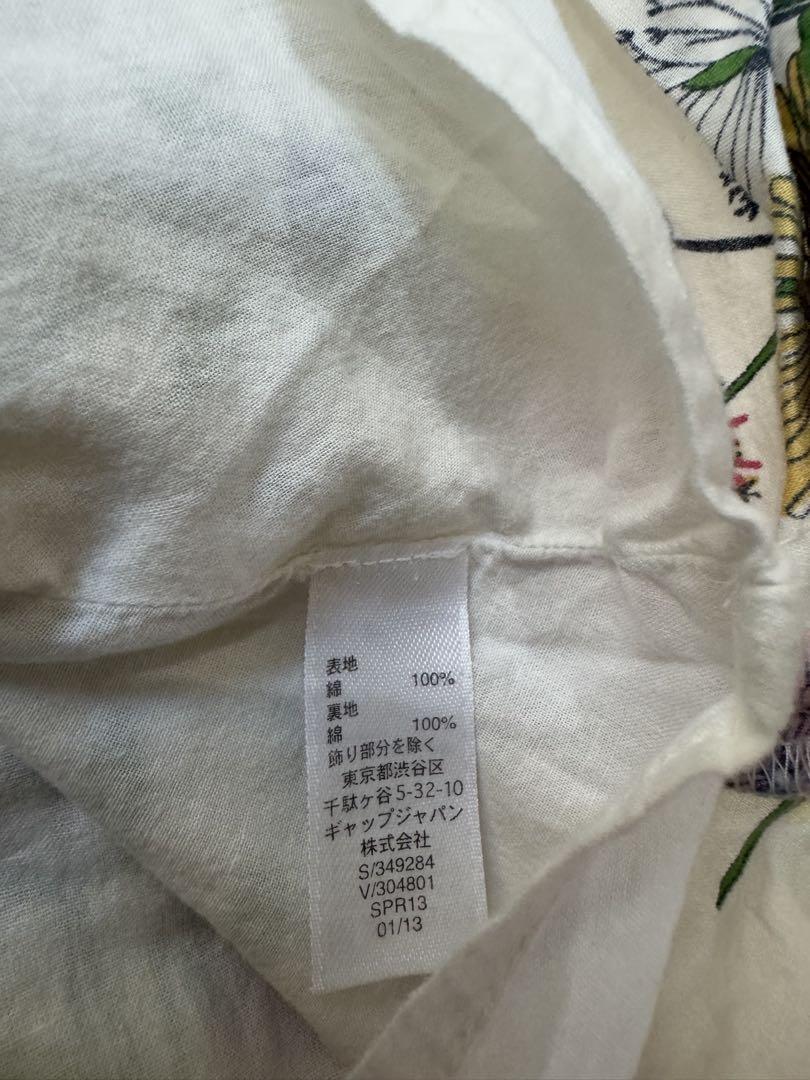 表地
綿 100%
裏地
綿 100%
飾り部分を除く
東京都渋谷区
千駄ヶ谷5-32-10
ギャップジャパン
株式会社
S/349284
V/304801
SPR13
01/13